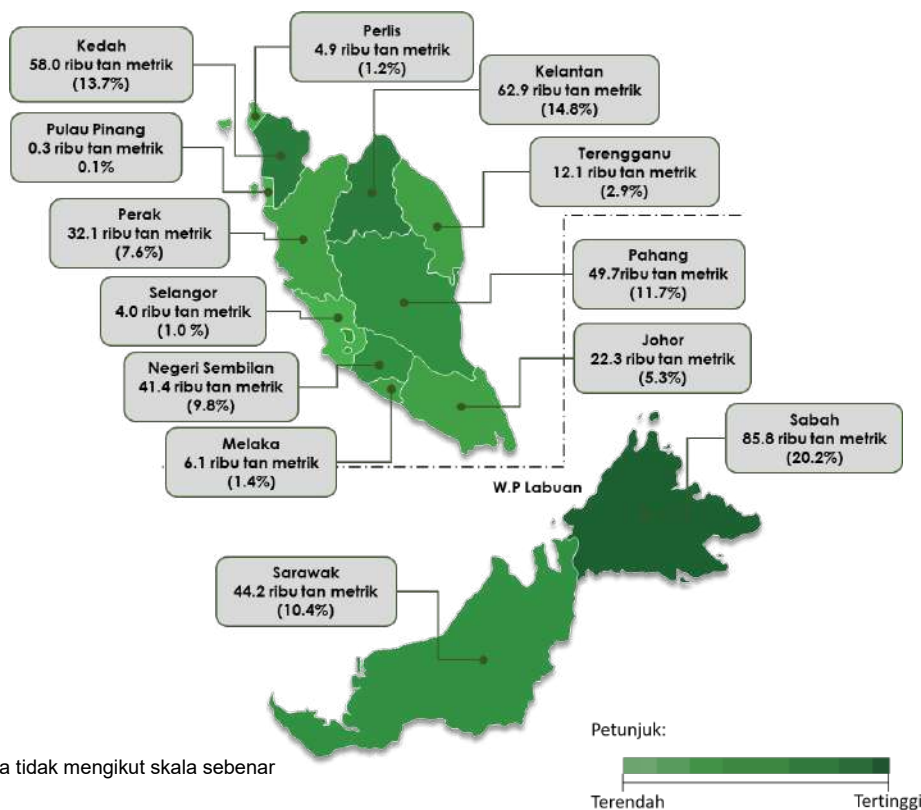 Perlis
4.9 ribu tan metrik
(1.2%)
Kedah
58.0 ribu tan metrik
(13.7%)
Kelantan
62.9 ribu tan metrik
(14.8%)
Pulau Pinang
0.3 ribu tan metrik
0.1%
Terengganu
12.1 ribu tan metrik
(2.9%)
Perak
32.1 ribu tan metrik
(7.6%)
Pahang
49.7ribu tan metrik
(11.7%)
Selangor
4.0 ribu tan metrik
(1.0 %)
Johor
22.3 ribu tan metrik
(5.3%)
Negeri Sembilan
41.4 ribu tan metrik
(9.8%)
Melaka
6.1 ribu tan metrik
(1.4%)
Sabah
85.8 ribu tan metrik
(20.2%)
W.P Labuan
Sarawak
44.2 ribu tan metrik
(10.4%)
Petunjuk:
a tidak mengikut skala sebenar
Terendah Tertinggi